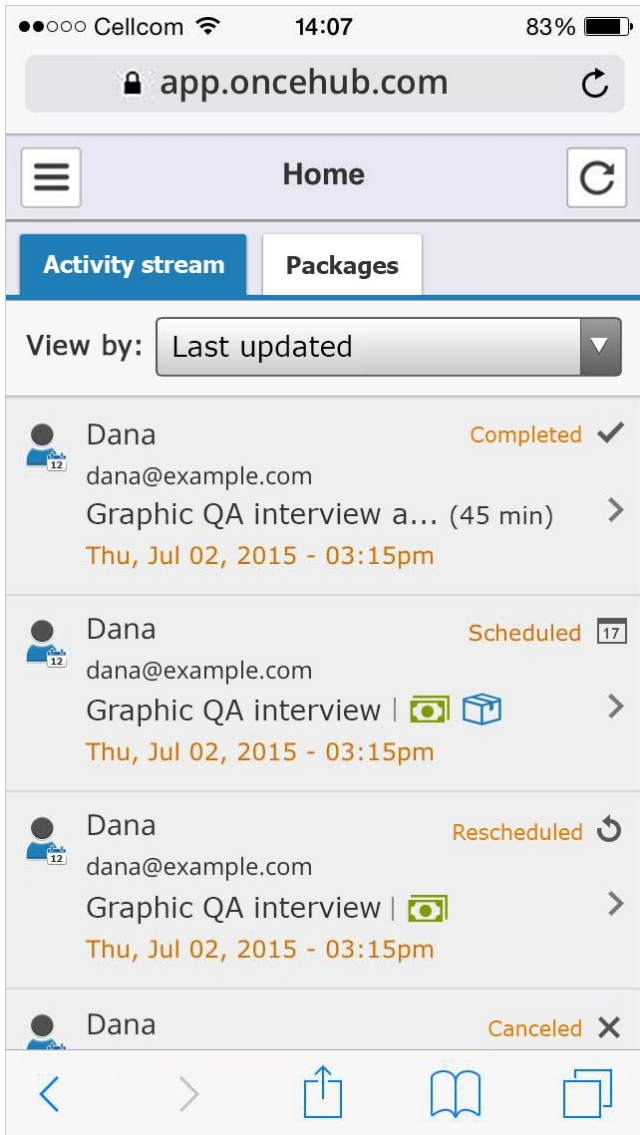 Cellcom 14:07 83%
app.oncehub.com
Home
Activity stream Packages
View by: Last updated
Dana Completed
12
dana@example.com
Graphic QA interview a... (45 min)
Thu, Jul 02, 2015 - 03:15pm
Dana Scheduled 17
12
dana@example.com
Graphic QA interview |
Thu, Jul 02, 2015 - 03:15pm
Dana Rescheduled
12
dana@example.com
Graphic QA interview |
Thu, Jul 02, 2015 - 03:15pm
Dana Canceled